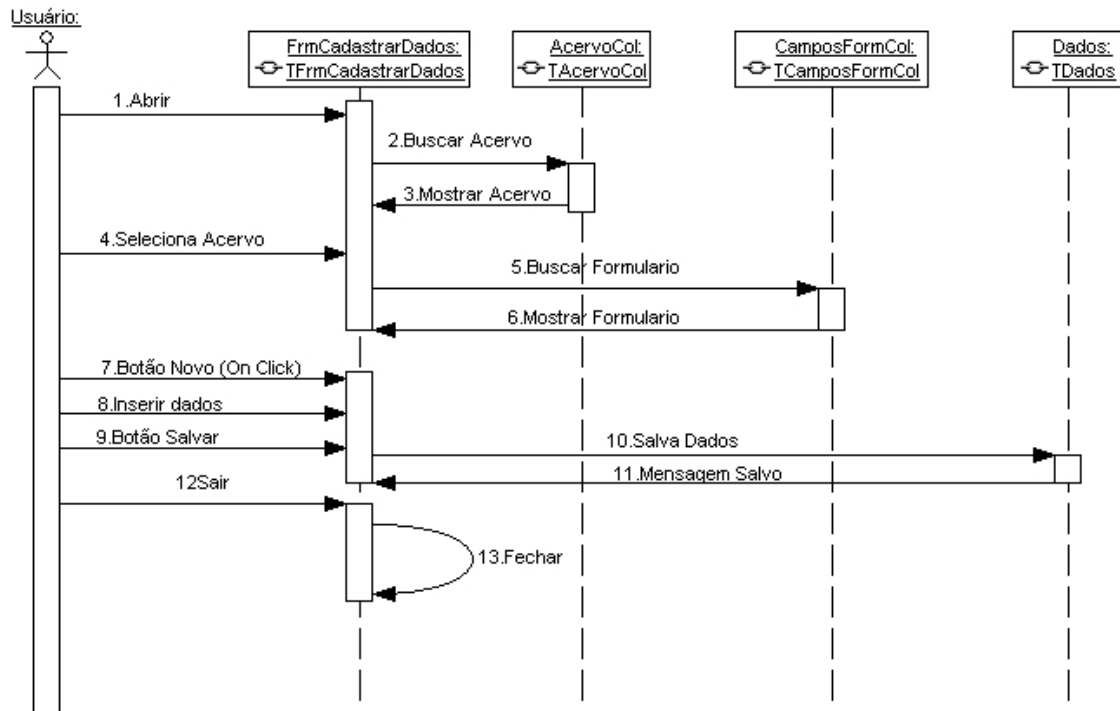 Usuário:
FrmCadastrarDados:
TFrmCadastrarDados
AcervoCol:
TAcervoCol
CamposFormCol:
TCamposFormCol
Dados:
TDados
1.Abrir
2.Buscar Acervo
3.Mostrar Acervo
4.Seleciona Acervo
5.Buscar Formulario
6.Mostrar Formulario
7.Botão Novo (On Click)
8.Inserir dados
9.Botão Salvar
10.Salva Dados
11.Mensagem Salvo
12Sair
13.Fechar